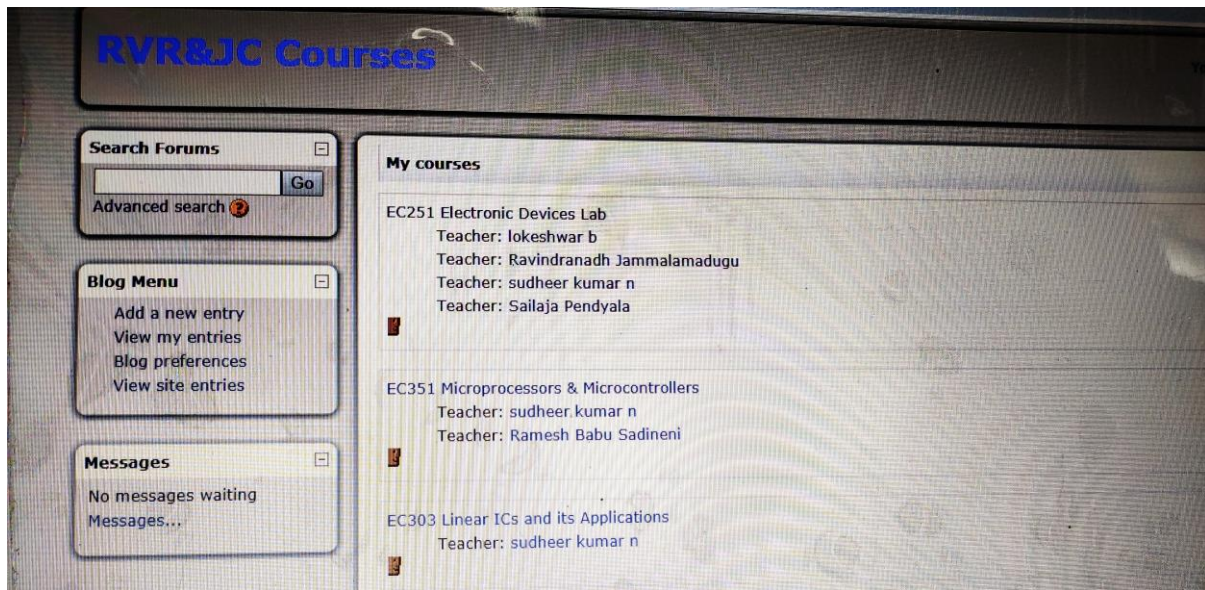 RVR&JC Courses
Search Forums
Go
Advanced search
Blog Menu
Add a new entry
View my entries
Blog preferences
View site entries
Messages
No messages waiting
Messages...
My courses
EC251 Electronic Devices Lab
Teacher: lokeshwar b
Teacher: Ravindranadh Jammalamadugu
Teacher: sudheer kumar n
Teacher: Sailaja Pendyala
EC351 Microprocessors & Microcontrollers
Teacher: sudheer kumar n
Teacher: Ramesh Babu Sadineni
EC303 Linear ICs and its Applications
Teacher: sudheer kumar n